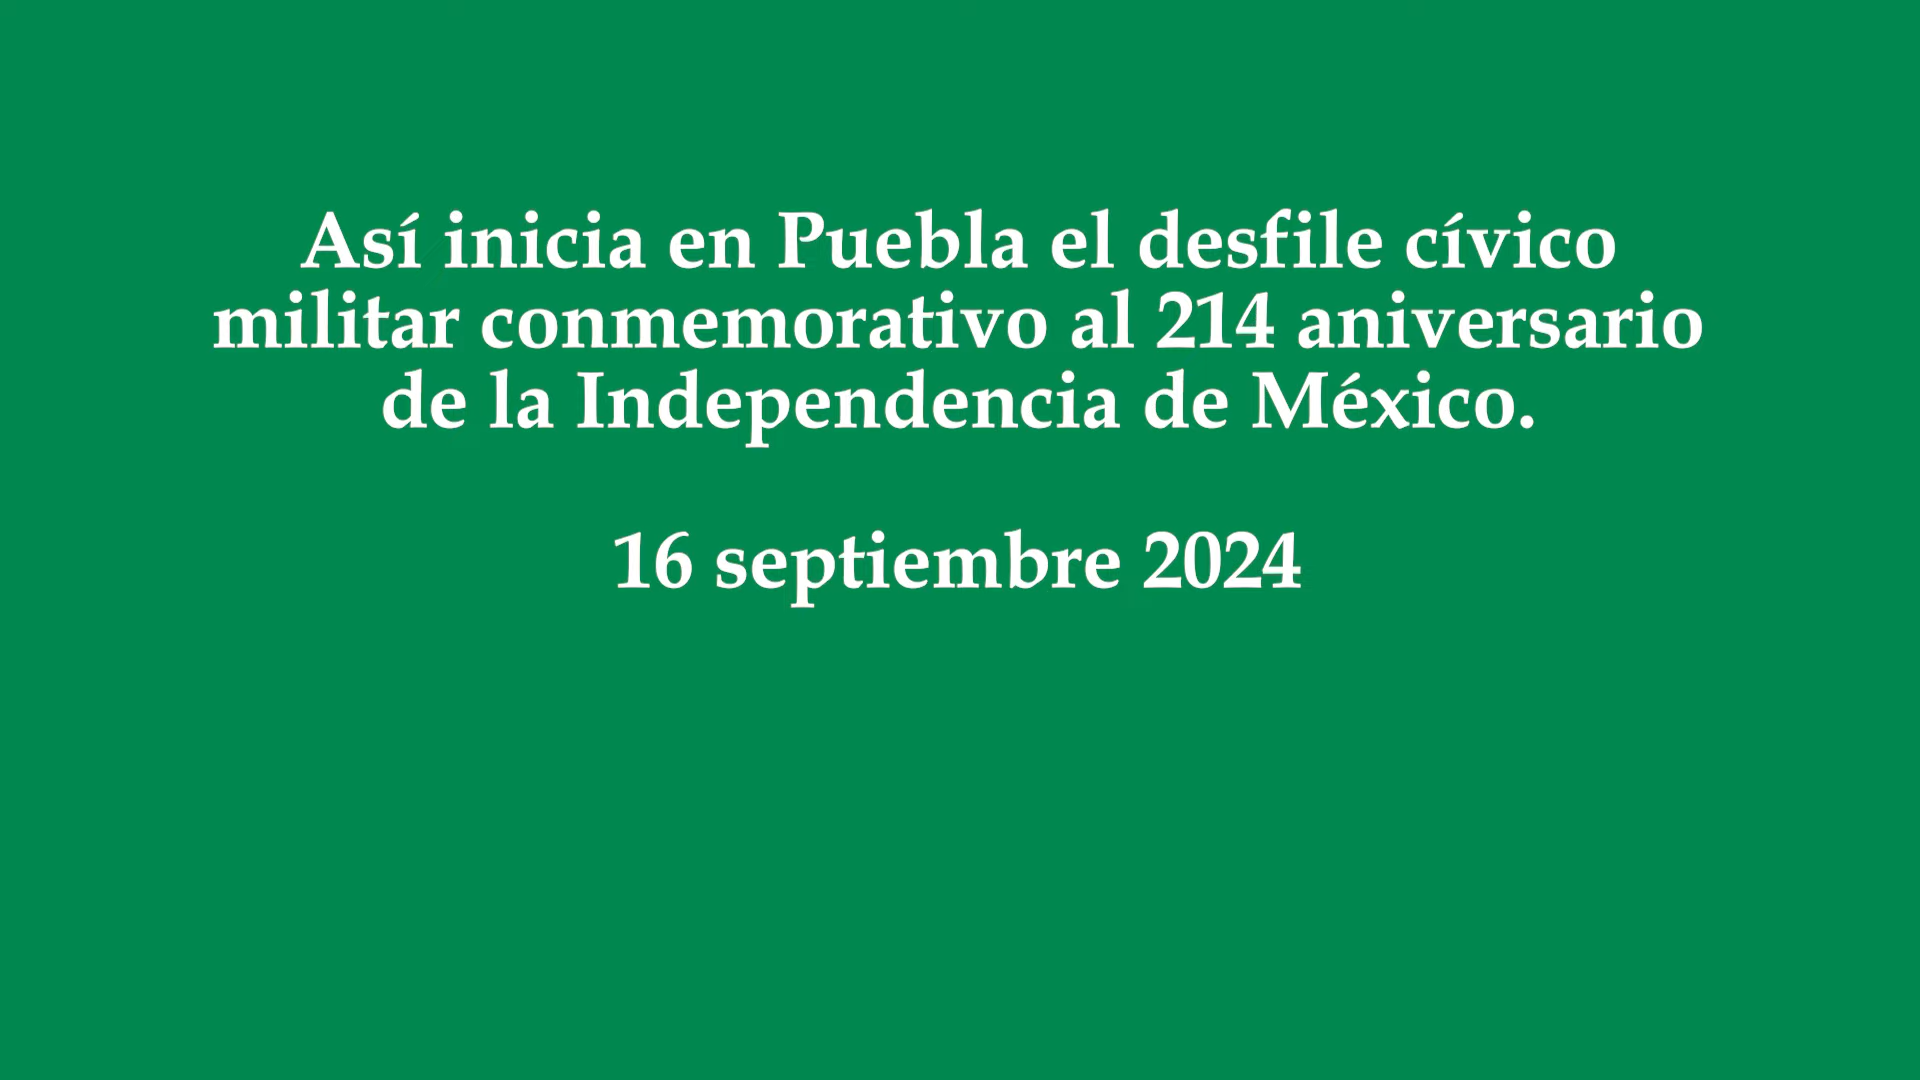 Así inicia en Puebla el desfile cívico
militar conmemorativo al 214 aniversario
de la Independencia de México.
16 septiembre 2024